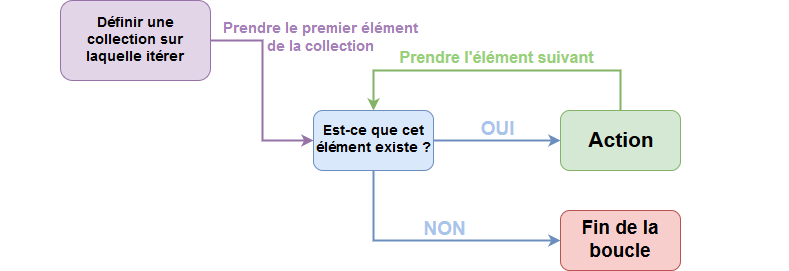 Définir une
collection sur
laquelle itérer
Prendre le premier élément
de la collection
Prendre l'élément suivant
Est-ce que cet
élément existe ?
OUI
Action
NON
Fin de la
boucle